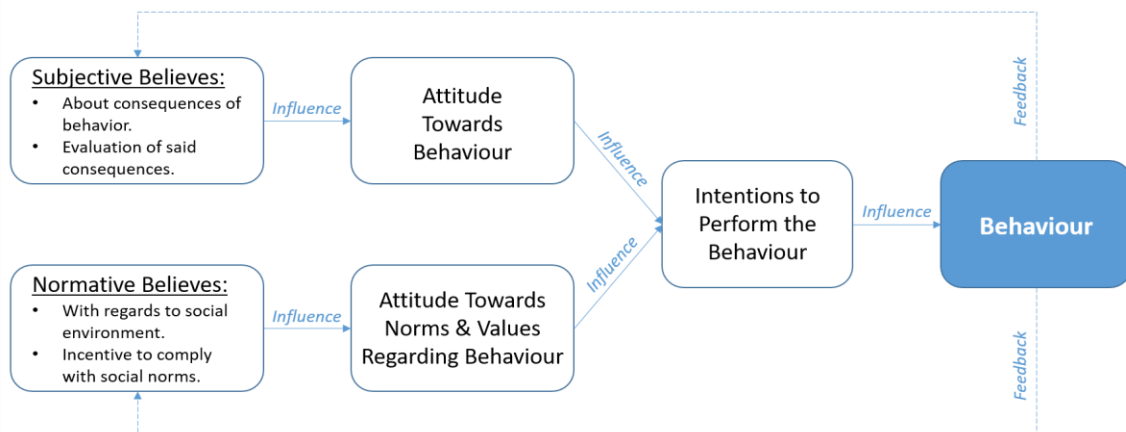 Subjective Believes:
• About consequences of
behavior.
• Evaluation of said
consequences.
Influence
Attitude
Towards
Behaviour
Influence
Normative Believes:
• With regards to social
environment.
• Incentive to comply
with social norms.
Influence
Attitude Towards
Norms & Values
Regarding Behaviour
Influence
Intentions to
Perform the
Behaviour
Influence
Behaviour
Feedback
Feedback